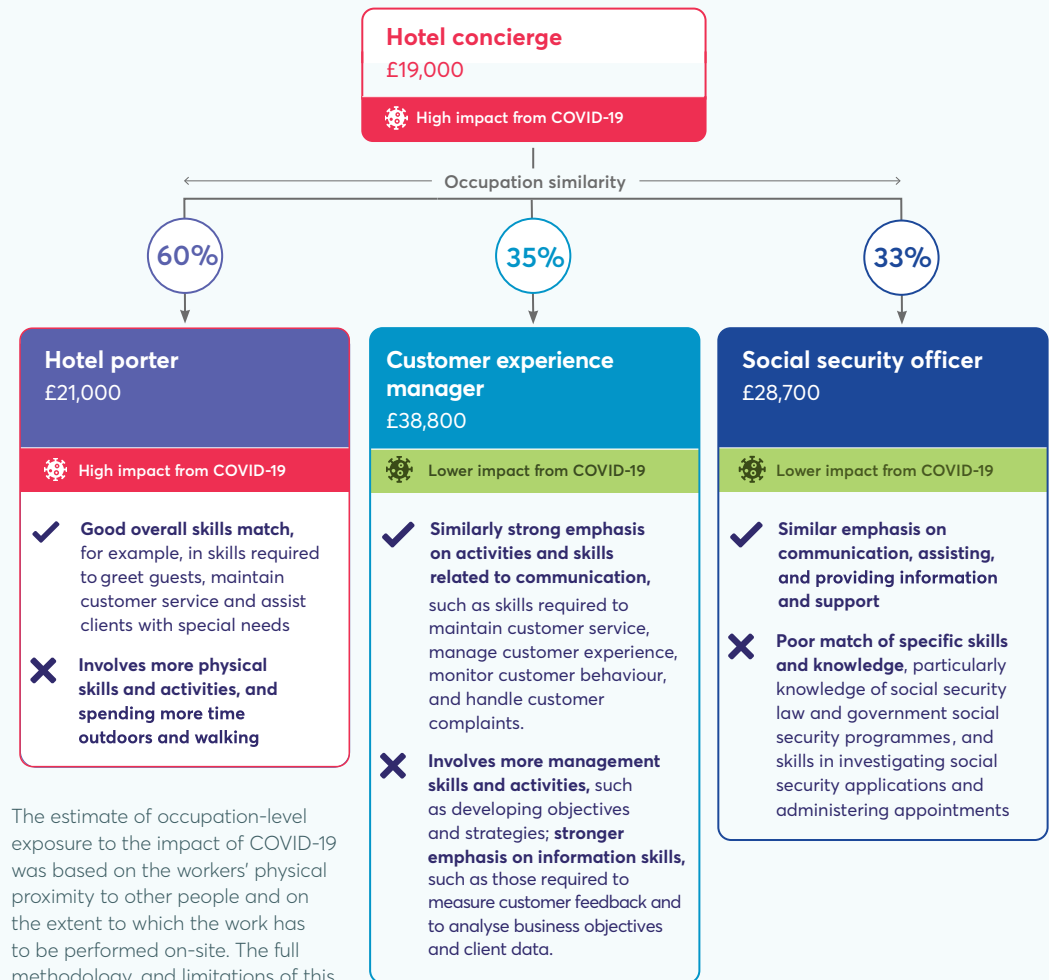 Hotel concierge
£19,000
High impact from COVID-19
Occupation similarity
60%
35%
33%
Hotel porter
£21,000
High impact from COVID-19
Good overall skills match,
for example, in skills required
to greet guests, maintain
customer service and assist
clients with special needs
Involves more physical
skills and activities, and
spending more time
outdoors and walking
Customer experience
manager
£38,800
Lower impact from COVID-19
Similarly strong emphasis
on activities and skills
related to communication,
such as skills required to
maintain customer service,
manage customer experience,
monitor customer behaviour,
and handle customer
complaints.
Involves more management
skills and activities, such
as developing objectives
and strategies; stronger
emphasis on information skills,
such as those required to
measure customer feedback and
to analyse business objectives
and client data.
Social security officer
£28,700
Lower impact from COVID-19
Similar emphasis on
communication, assisting,
and providing information
and support
Poor match of specific skills
and knowledge, particularly
knowledge of social security
law and government social
security programmes, and
skills in investigating social
security applications and
administering appointments
The estimate of occupation-level
exposure to the impact of COVID-19
was based on the workers' physical
proximity to other people and on
the extent to which the work has
to be performed on-site. The full
methodology, and limitations of this